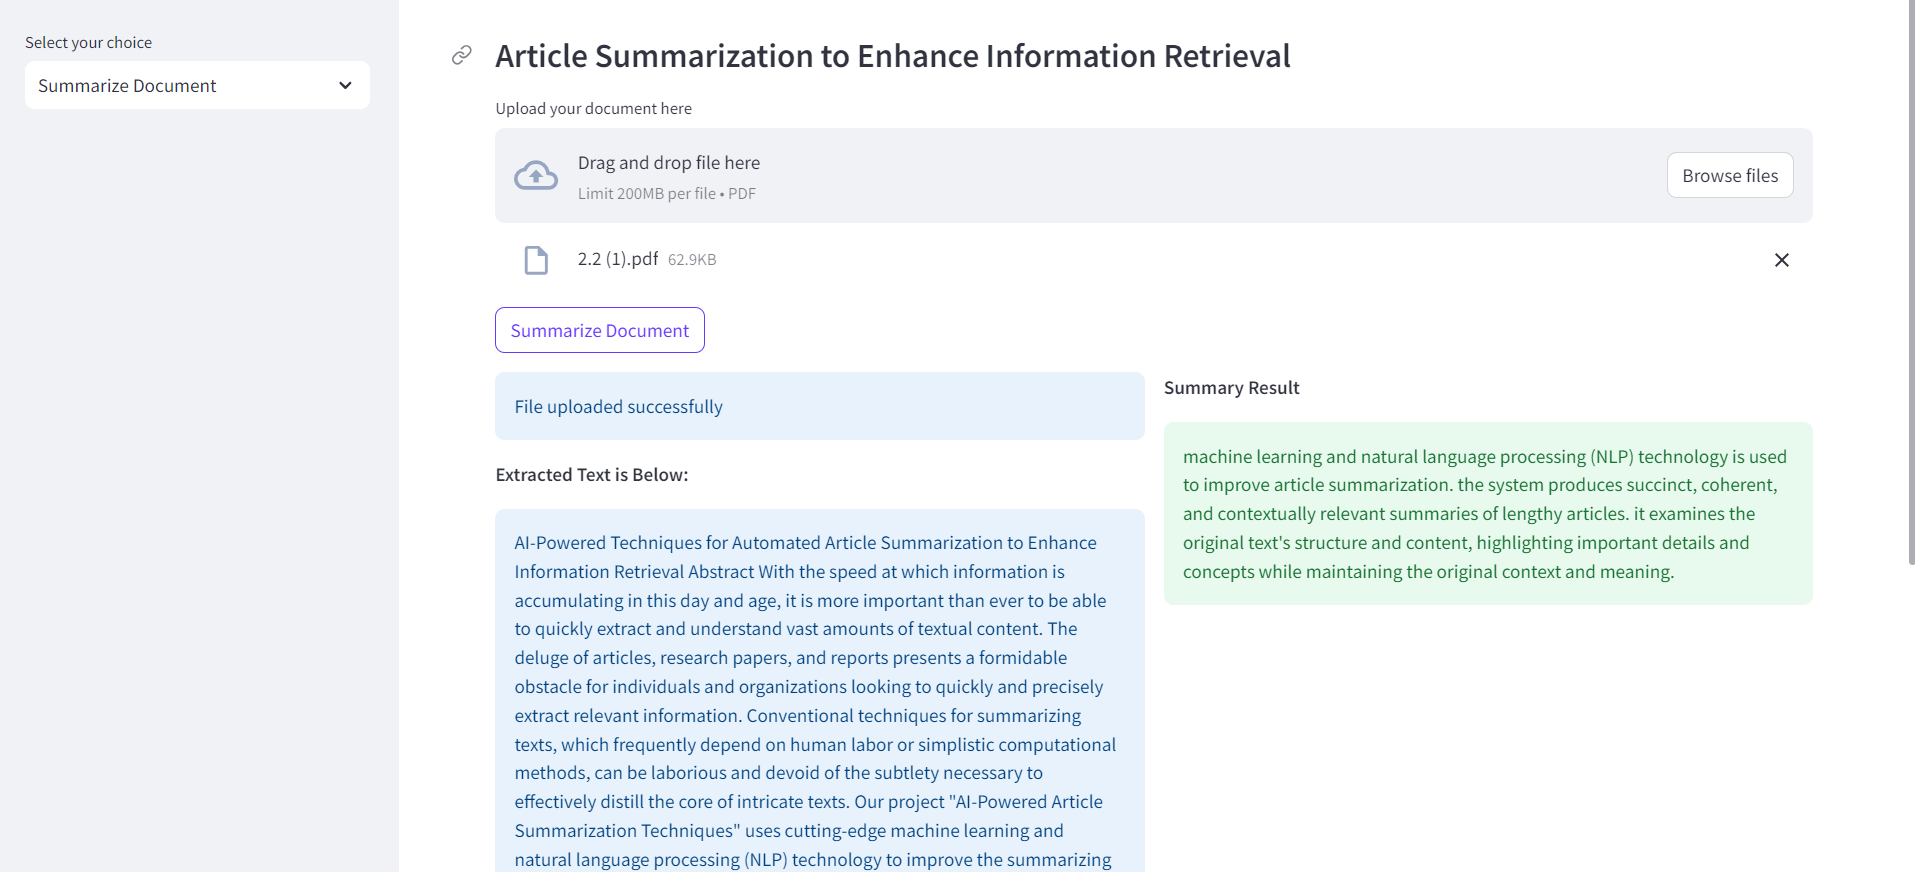 Select your choice
Summarize Document
Article Summarization to Enhance Information Retrieval
Upload your document here
Drag and drop file here
Limit 200MB per file • PDF
Browse files
2.2 (1).pdf 62.9KB
Summarize Document
File uploaded successfully
Extracted Text is Below:
AI-Powered Techniques for Automated Article Summarization to Enhance
Information Retrieval Abstract With the speed at which information is
accumulating in this day and age, it is more important than ever to be able
to quickly extract and understand vast amounts of textual content. The
deluge of articles, research papers, and reports presents a formidable
obstacle for individuals and organizations looking to quickly and precisely
extract relevant information. Conventional techniques for summarizing
texts, which frequently depend on human labor or simplistic computational
methods, can be laborious and devoid of the subtlety necessary to
effectively distill the core of intricate texts. Our project "AI-Powered Article
Summarization Techniques" uses cutting-edge machine learning and
natural language processing (NLP) technology to improve the summarizing
Summary Result
machine learning and natural language processing (NLP) technology is used
to improve article summarization. the system produces succinct, coherent,
and contextually relevant summaries of lengthy articles. it examines the
original text's structure and content, highlighting important details and
concepts while maintaining the original context and meaning.